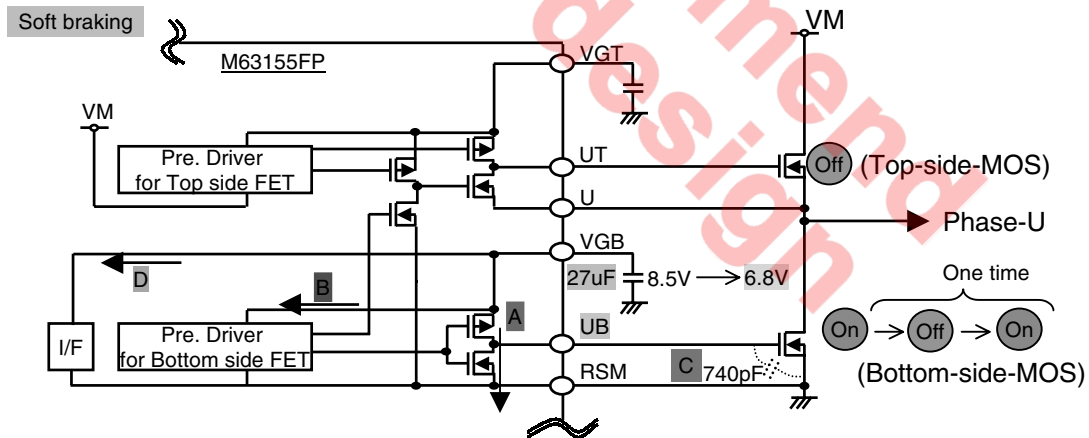 Soft braking
M63155FP
VM
VGT
VM
Pre. Driver
for Top side FET
UT
Off
(Top-side-MOS)
U
Phase-U
VGB
D
27uF
8.5V
6.8V
One time
B
A
UB
On
Off
On
I/F
Pre. Driver
for Bottom side FET
C
740pF
(Bottom-side-MOS)
RSM
mend
design